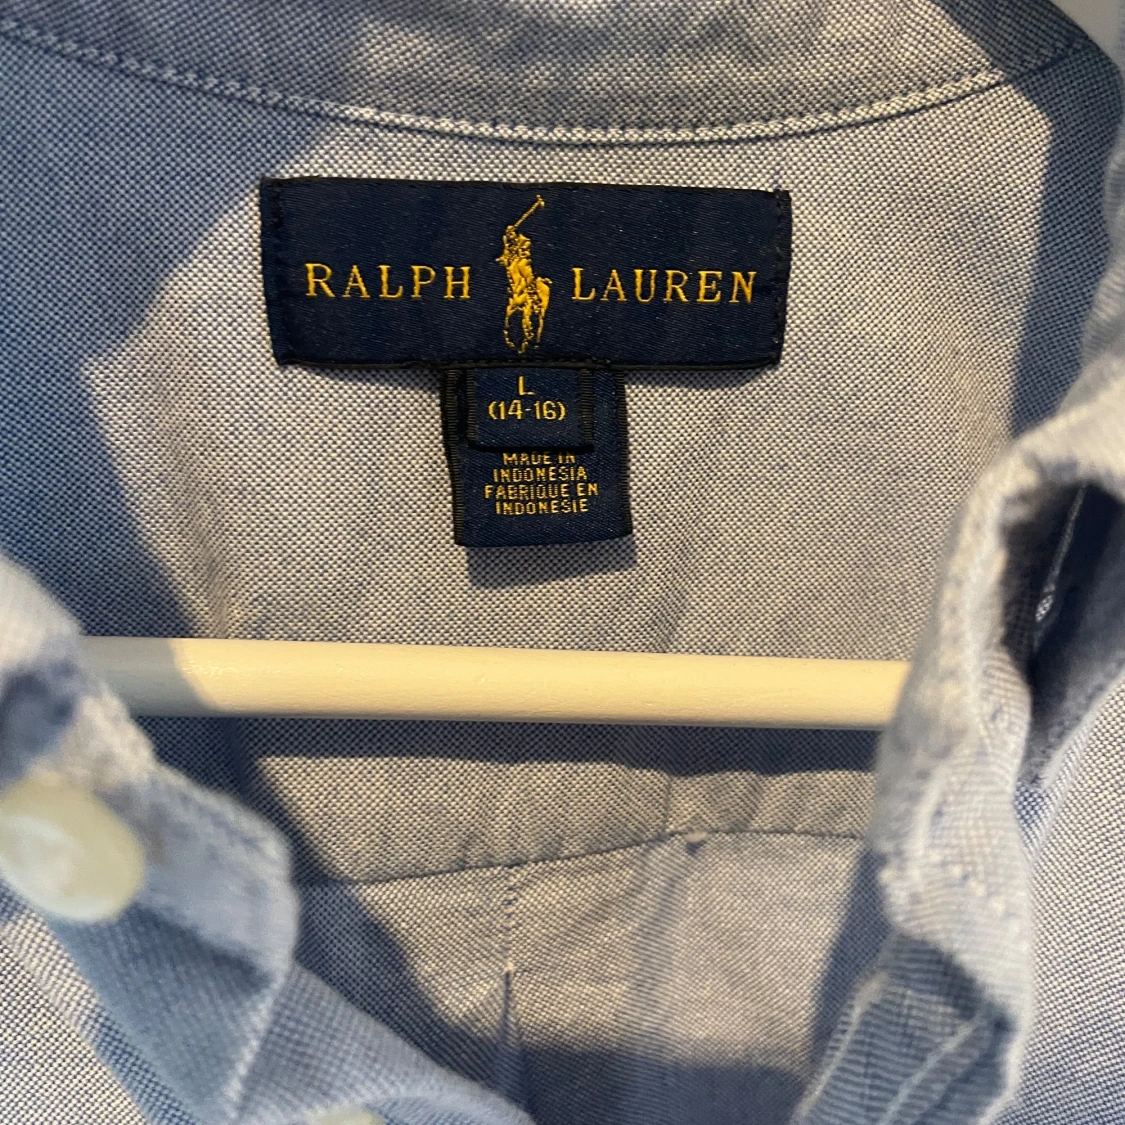 RALPH LAUREN
L
(14-16)
MADE IN
INDONESIA
FABRIQUE EN
INDONESIE